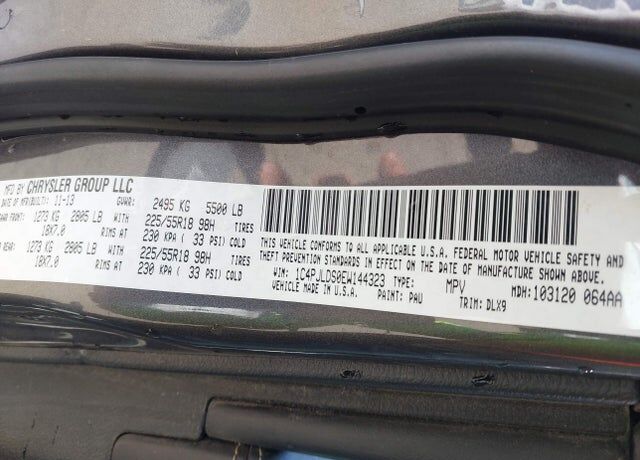 MFD BY CHRYSLER GROUP LLC
DATE OF MFR(BUILT): 11-13 GVWR: 2495 KG 5500 LB
GAWR FRONT: 1273 KG 2805 LB WITH 225/55R18 98H TIRES
18X7.0 RIMS AT 230 KPA ( 33 PSI) COLD
REAR: 1273 KG 2805 LB WITH 225/55R18 98H TIRES
18X7.0 RIMS AT 230 KPA ( 33 PSI) COLD
THIS VEHICLE CONFORMS TO ALL APPLICABLE U.S.A. FEDERAL MOTOR VEHICLE SAFETY AND
THEFT PREVENTION STANDARDS IN EFFECT ON THE DATE OF MANUFACTURE SHOWN ABOVE.
VIN: 1C4PJLDS0EW144323 TYPE: MPV MDH: 103120 064AA
VEHICLE MADE IN U.S.A. PAINT: PAU TRIM: DLX9